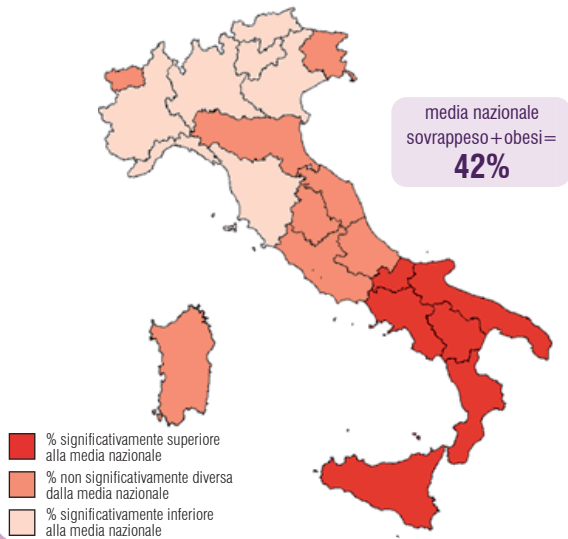 media nazionale
sovrappeso+obesi=
42%
% significativamente superiore
alla media nazionale
% non significativamente diversa
dalla media nazionale
% significativamente inferiore
alla media nazionale